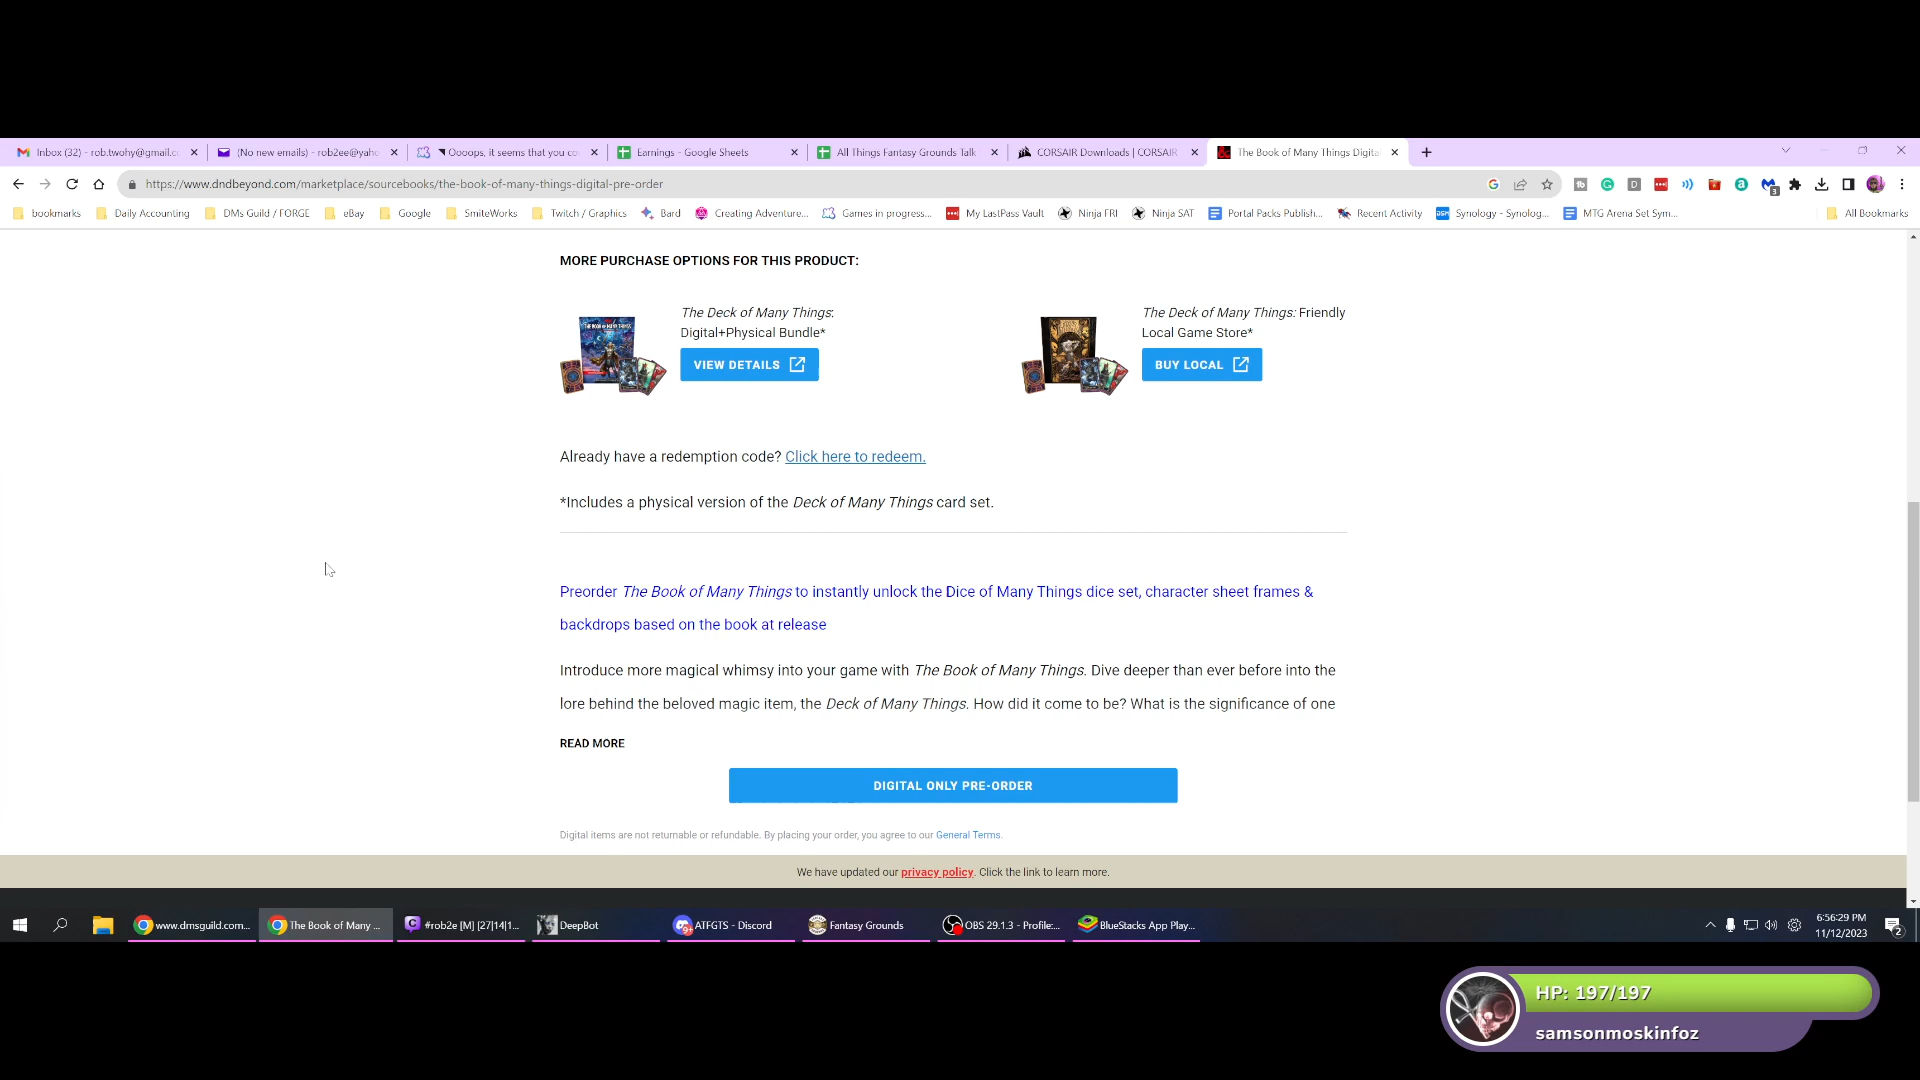 Inbox (32) - rob.twohy@gmail.c
(No new emails) - rob2ee@yaho
Oooops, it seems that you co
Earnings - Google Sheets
All Things Fantasy Grounds Talk
CORSAIR Downloads | CORSAIR
The Book of Many Things Digita
https://www.dndbeyond.com/marketplace/sourcebooks/the-book-of-many-things-digital-pre-order
bookmarks
Daily Accounting
DMs Guild / FORGE
eBay
Google
SmiteWorks
Twitch / Graphics
Bard
Creating Adventure...
Games in progress...
My LastPass Vault
Ninja FRI
Ninja SAT
Portal Packs Publish...
Recent Activity
Synology - Synolog...
MTG Arena Set Sym...
All Bookmarks
MORE PURCHASE OPTIONS FOR THIS PRODUCT:
The Deck of Many Things:
Digital+Physical Bundle*
VIEW DETAILS
The Deck of Many Things: Friendly
Local Game Store*
BUY LOCAL
Already have a redemption code? Click here to redeem.
*Includes a physical version of the Deck of Many Things card set.
Preorder The Book of Many Things to instantly unlock the Dice of Many Things dice set, character sheet frames &
backdrops based on the book at release
Introduce more magical whimsy into your game with The Book of Many Things. Dive deeper than ever before into the
lore behind the beloved magic item, the Deck of Many Things. How did it come to be? What is the significance of one
READ MORE
DIGITAL ONLY PRE-ORDER
Digital items are not returnable or refundable. By placing your order, you agree to our General Terms.
We have updated our privacy policy. Click the link to learn more.
www.dmsguild.com...
The Book of Many ...
#rob2e [M] [27|14|1...
DeepBot
ATFGTS - Discord
Fantasy Grounds
OBS 29.1.3 - Profile:...
BlueStacks App Play...
6:56:29 PM
11/12/2023
2
HP: 197/197
samsonmoskinfoz